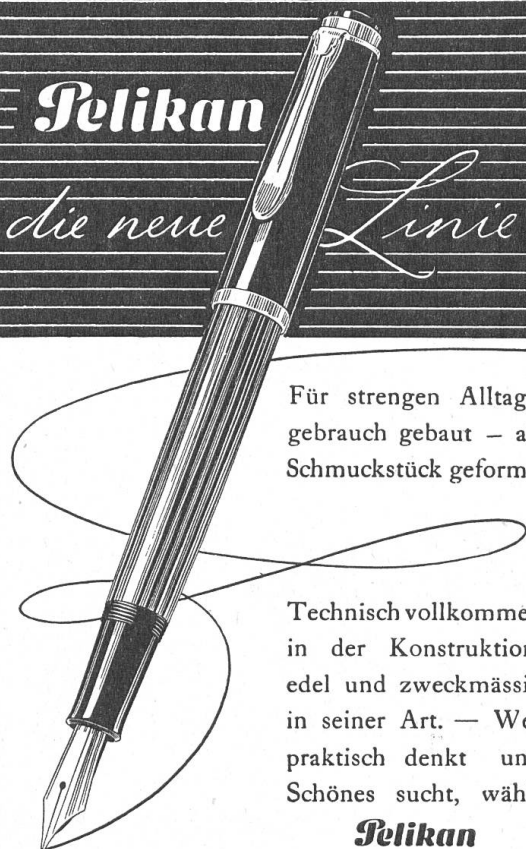 Pelikan
die neue Linie
Für strengen Alltag
gebrauch gebaut – a
Schmuckstück geform
Technisch vollkomme
in der Konstruktion
edel und zweckmässi
in seiner Art. — We
praktisch denkt un
Schönes sucht, wäh
Pelikan